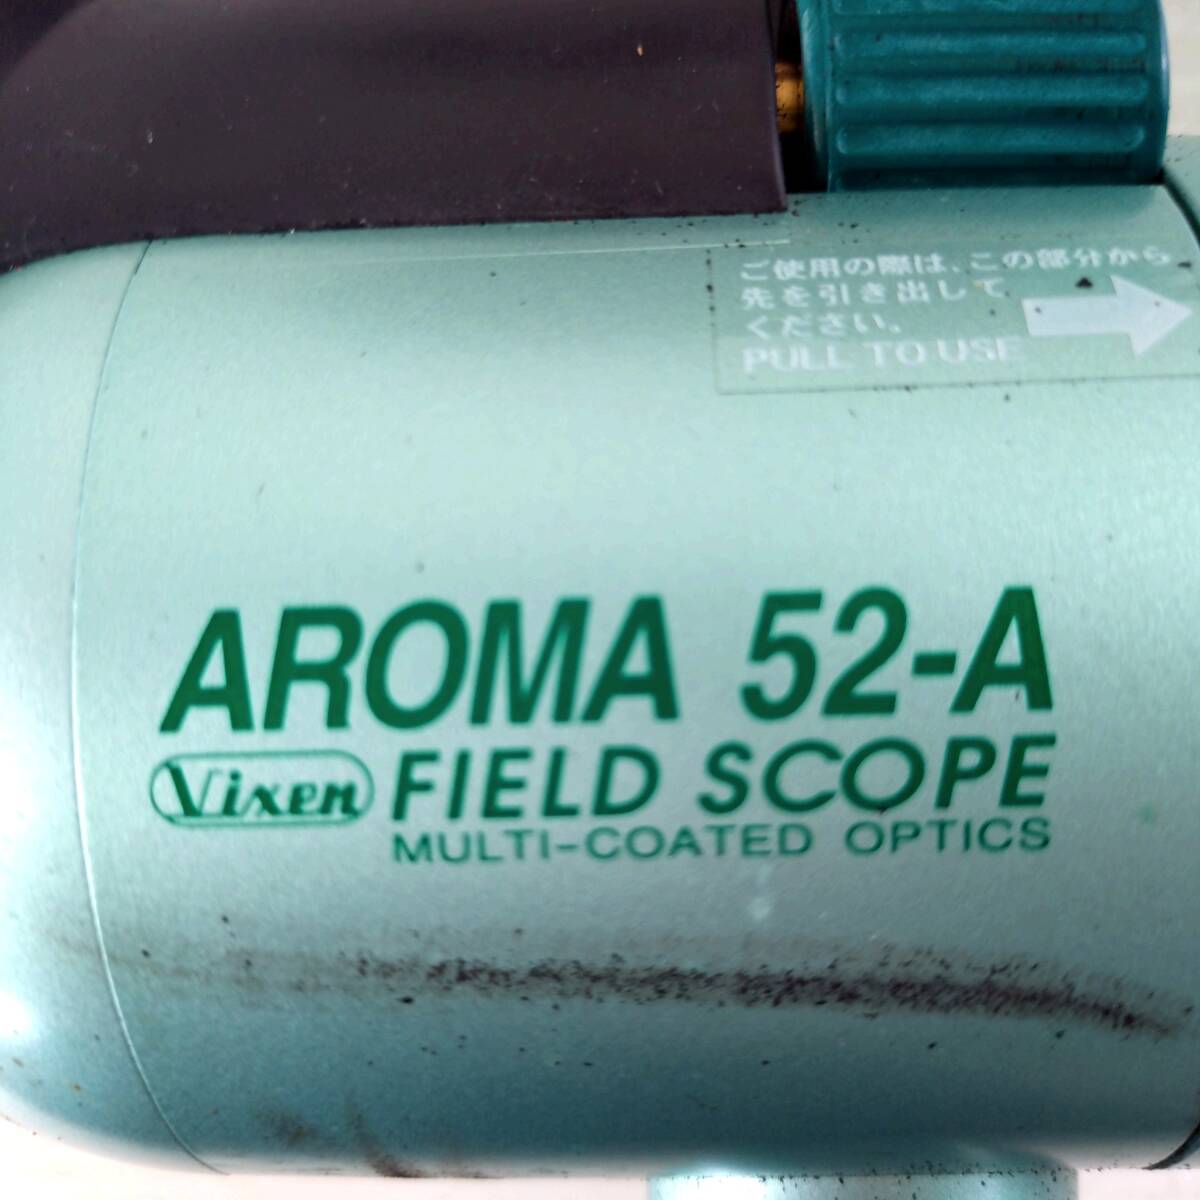 ご使用の際は、この部分から
先を引き出して
ください。
PULL TO USE
AROMA 52-A
Vixen FIELD SCOPE
MULTI-COATED OPTICS